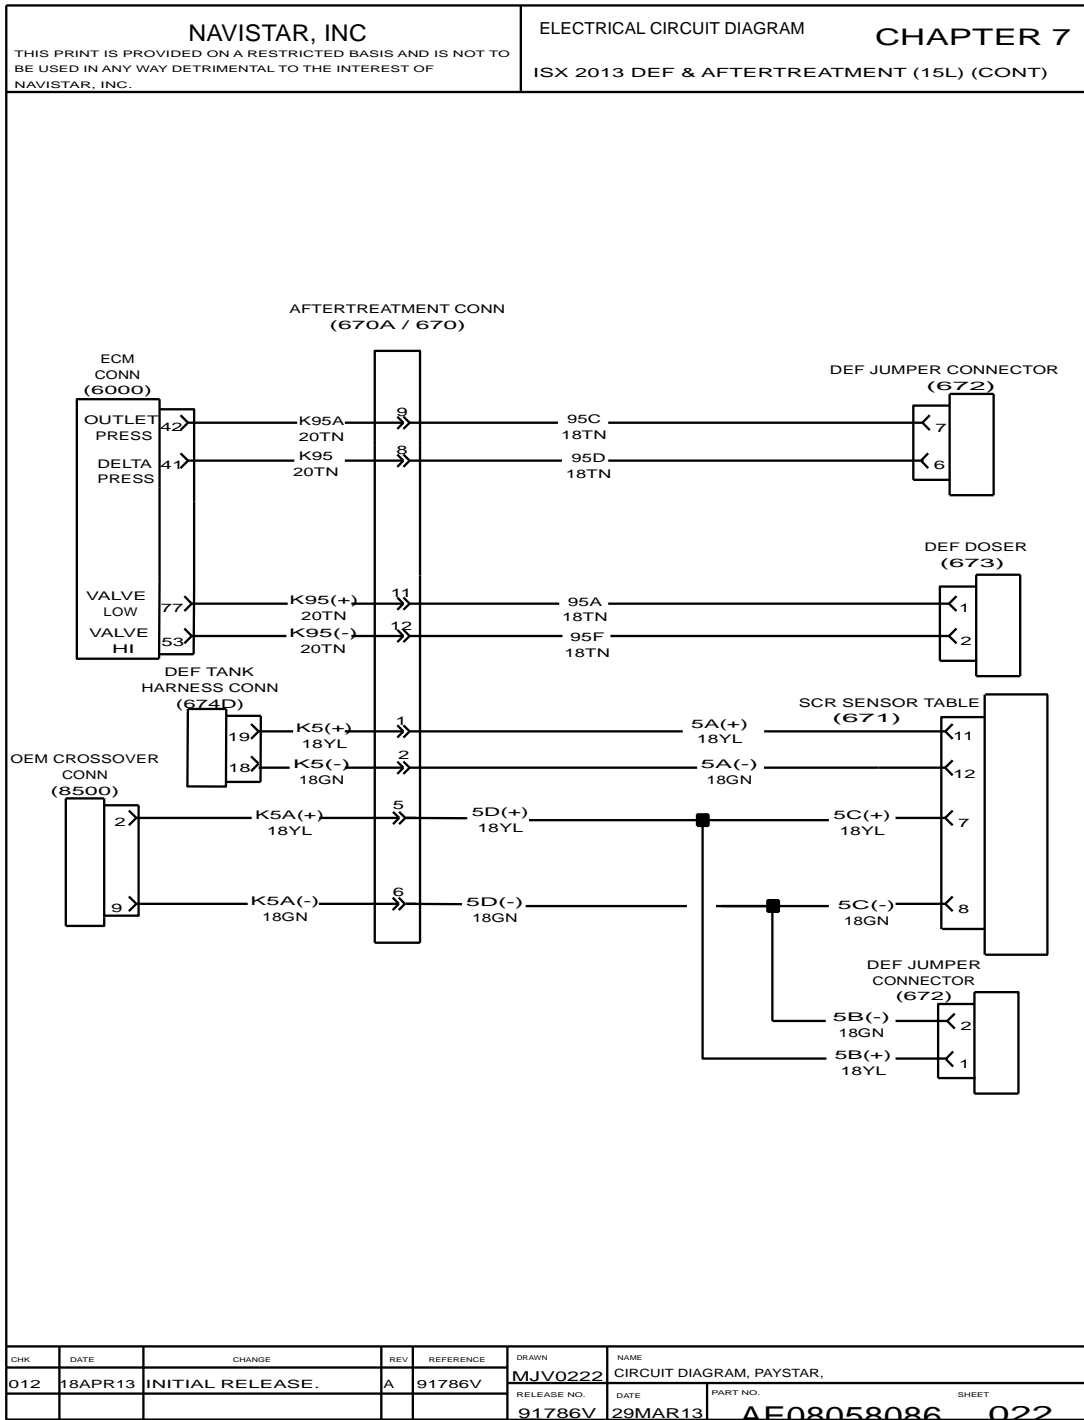 NAVISTAR, INC
THIS PRINT IS PROVIDED ON A RESTRICTED BASIS AND IS NOT TO
BE USED IN ANY WAY DETRIMENTAL TO THE INTEREST OF
NAVISTAR, INC.
ELECTRICAL CIRCUIT DIAGRAM
CHAPTER 7
ISX 2013 DEF & AFTERTREATMENT (15L) (CONT)
AFTERTREATMENT CONN
(670A / 670)
ECM
CONN
(6000)
DEF JUMPER CONNECTOR
(672)
OUTLET
PRESS
42
K95A
20TN
9
95C
18TN
7
DELTA
PRESS
41
K95
20TN
8
95D
18TN
6
DEF DOSER
(673)
VALVE
LOW
77
K95(+)
20TN
11
95A
18TN
1
VALVE
HI
53
K95(-)
20TN
12
95F
18TN
2
DEF TANK
HARNESS CONN
(674D)
SCR SENSOR TABLE
(671)
19
K5(+)
18YL
1
5A(+)
18YL
11
18
K5(-)
18GN
2
5A(-)
18GN
12
OEM CROSSOVER
CONN
(8500)
2
K5A(+)
18YL
5
5D(+)
18YL
5C(+)
18YL
7
9
K5A(-)
18GN
6
5D(-)
18GN
5C(-)
18GN
8
DEF JUMPER
CONNECTOR
(672)
5B(-)
18GN
2
5B(+)
18YL
1
CHK DATE CHANGE REV REFERENCE
012 18APR13 INITIAL RELEASE. A 91786V
DRAWN
MJV0222
NAME
CIRCUIT DIAGRAM, PAYSTAR,
RELEASE NO.
91786V
DATE
29MAR13
PART NO.
AE08058086
SHEET
022